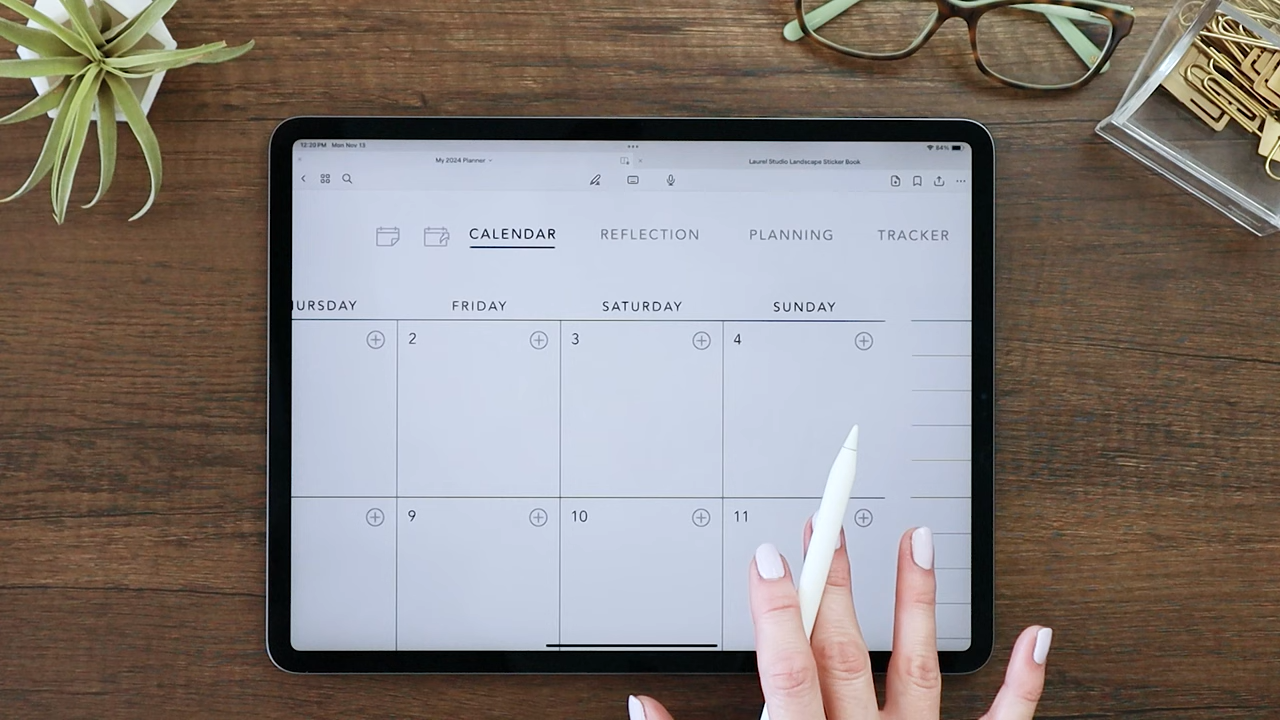 12:20 PM Mon Nov 13
84%
My 2024 Planner
Laurel Studio Landscape Sticker Book
CALENDAR REFLECTION PLANNING TRACKER
URSDAY FRIDAY SATURDAY SUNDAY
2 3 4
9 10 11